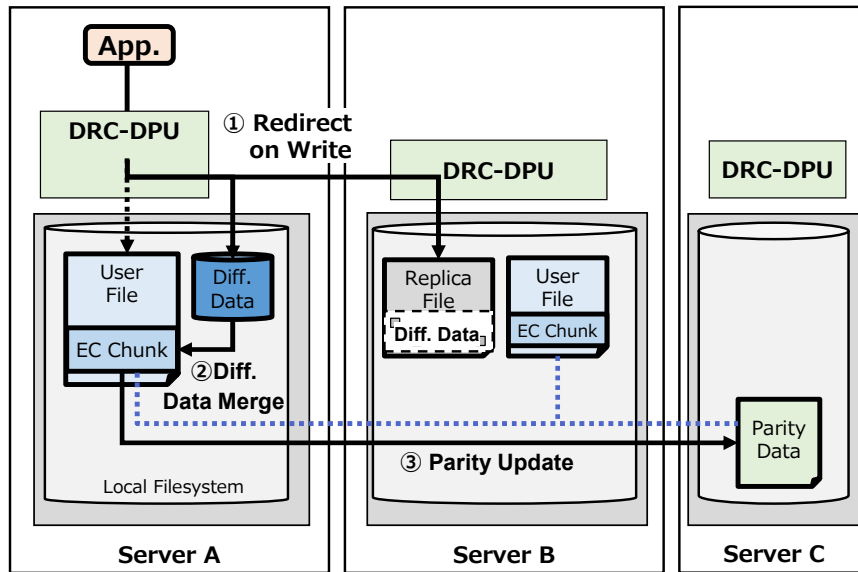 App.
DRC-DPU
① Redirect
on Write
DRC-DPU
DRC-DPU
User
File
Diff.
Data
EC Chunk
②Diff.
Data Merge
Replica
File
Diff. Data
User
File
EC Chunk
③ Parity Update
Parity
Data
Local Filesystem
Server A
Server B
Server C